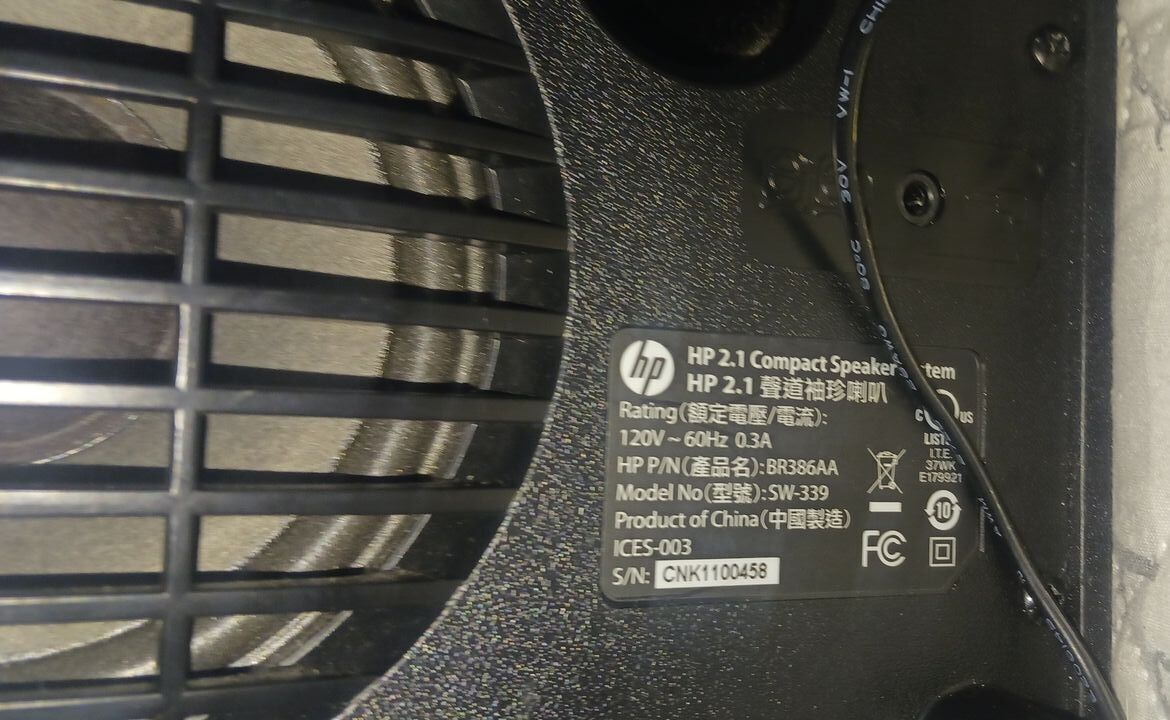 hp
HP 2.1 Compact Speaker
HP 2.1 聲道袖珍喇叭
Rating(額定電壓/電流):
120V ~ 60Hz 0.3A
HP P/N(產品名):BR386AA
Model No(型號):SW-339
Product of China(中國製造)
ICES-003
S/N: CNK1100458
C US
I.T.E.
37WK
E179921
10
FC
VW-1
30V